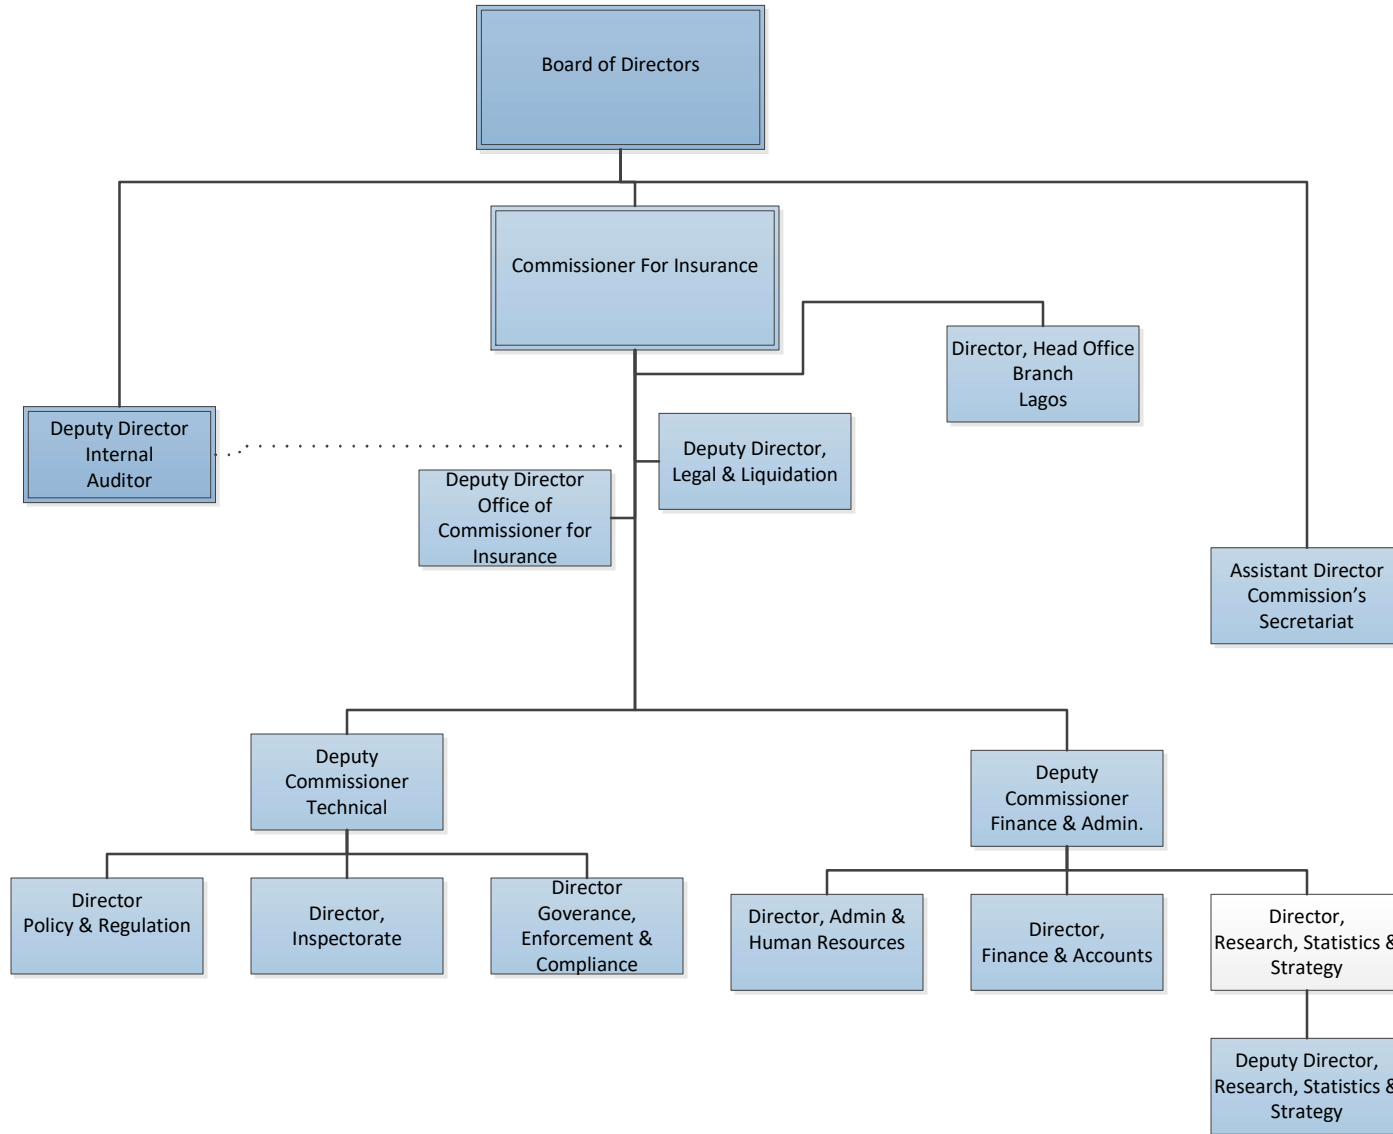 Board of Directors
Commissioner For Insurance
Director, Head Office
Branch
Lagos
Deputy Director
Internal
Auditor
Deputy Director,
Legal & Liquidation
Deputy Director
Office of
Commissioner for
Insurance
Assistant Director
Commission’s
Secretariat
Deputy
Commissioner
Technical
Deputy
Commissioner
Finance & Admin.
Director
Policy & Regulation
Director,
Inspectorate
Director
Goverance,
Enforcement &
Compliance
Director, Admin &
Human Resources
Director,
Finance & Accounts
Director,
Research, Statistics &
Strategy
Deputy Director,
Research, Statistics &
Strategy